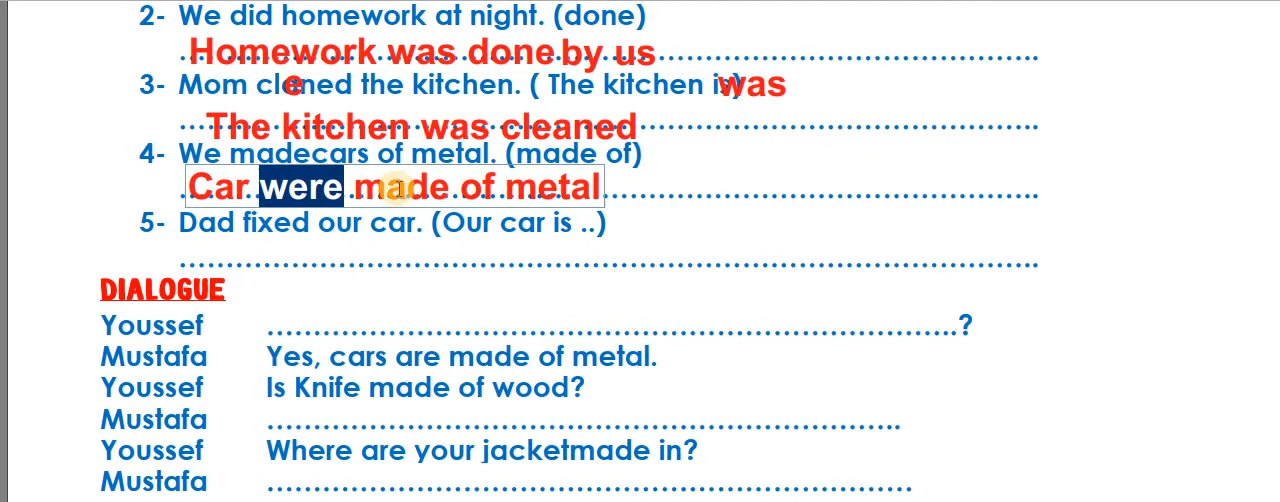 2- We did homework at night. (done)
Homework was done by us
3- Mom cleaned the kitchen. ( The kitchen is) was
The kitchen was cleaned
4- We madecars of metal. (made of)
Car were made of metal
5- Dad fixed our car. (Our car is ..)
………………………………………………………………………………..
DIALOGUE
Youssef ………………………………………………………………..?
Mustafa Yes, cars are made of metal.
Youssef Is Knife made of wood?
Mustafa …………………………………………………………..
Youssef Where are your jacketmade in?
Mustafa ……………………………………………………………